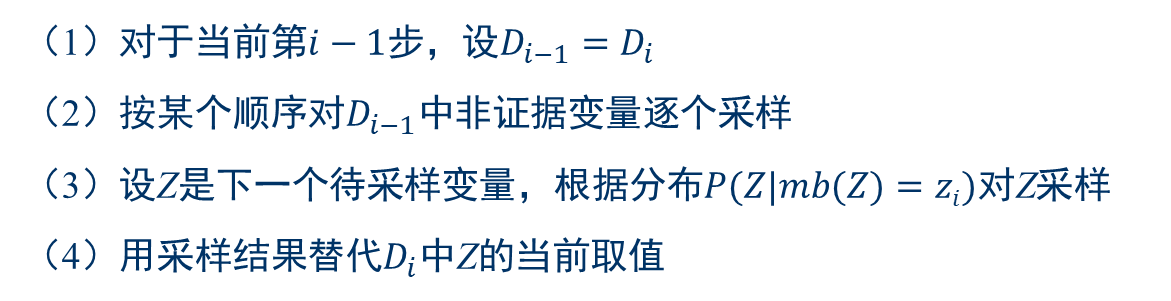 （1）对于当前第i − 1步，设D_{i−1} = D_i
（2）按某个顺序对D_{i−1}中非证据变量逐个采样
（3）设Z是下一个待采样变量，根据分布P(Z|mb(Z) = z_i)对Z采样
（4）用采样结果替代D_i中Z的当前取值